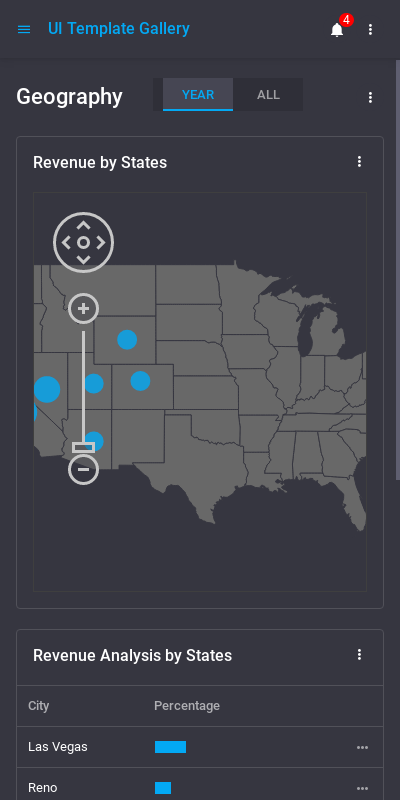 UI Template Gallery
4
Geography
YEAR
ALL
Revenue by States
Revenue Analysis by States
City
Percentage
Las Vegas
Reno